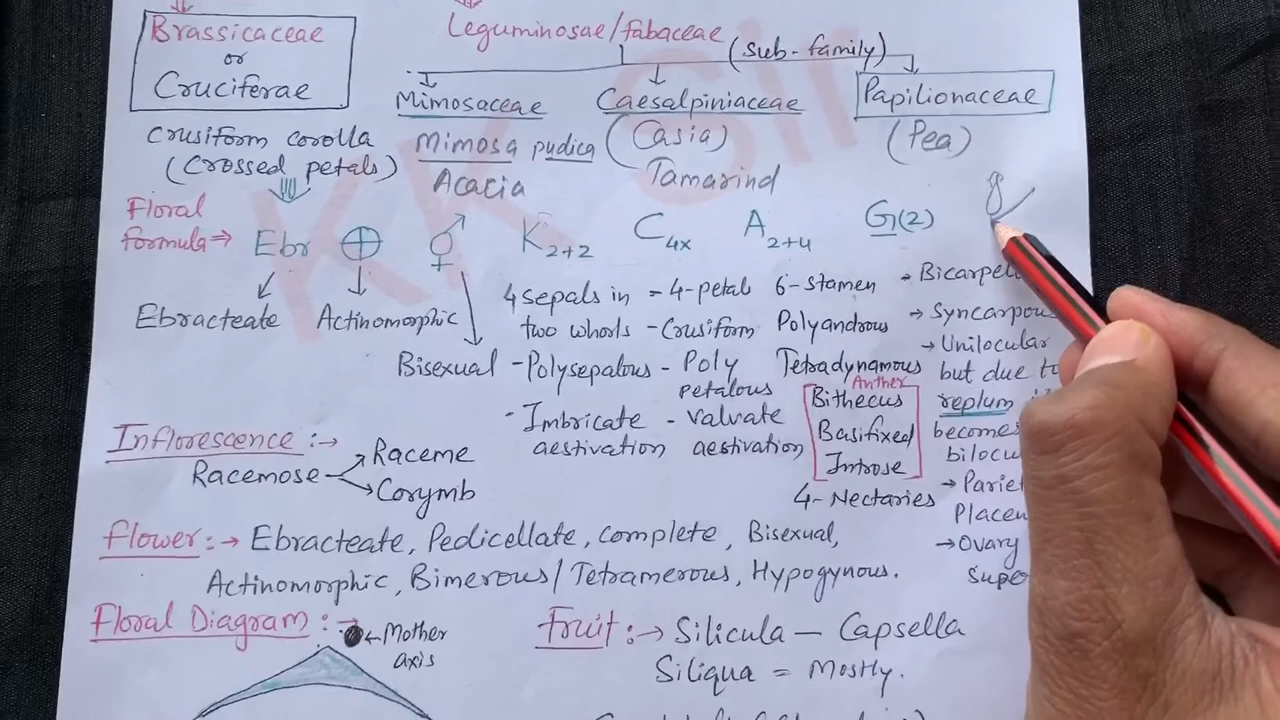 Brassicaceae
or
Cruciferae
Crusiform corolla
(Crossed petals)
Leguminosae/fabaceae
(Sub-family)
Mimosaceae
Mimosa pudica
Acacia
Caesalpiniaceae
(Casia)
Tamarind
Papilionaceae
(Pea)
Floral
formula⇒ Ebr ⊕ ⚥ K2+2 C4x A2+4 G(2)
Ebracteate
Actinomorphic
Bisexual
4 sepals in
two whorls
-Polysepalous
- Imbricate
aestivation
= 4-petal
-Crusiform
- Poly
petalous
- valvate
aestivation
6-stamen
Polyandrous
Tetradynamous
Anther
Bithecus
Basifixed
Introse
4-Nectaries
→ Bicarpel
→ Syncarpous
→ Unilocular
but due to
replum
becomes
bilocu
→ Pariet
Placen
→ Ovary
Supe
Inflorescence :→
Racemose
Raceme
Corymb
Flower:→ Ebracteate, Pedicellate, Complete, Bisexual,
Actinomorphic, Bimerous/Tetramerous, Hypogynous.
Floral Diagram :→
←Mother
axis
Fruit:→ Silicula — Capsella
Siliqua = Mostly.
KK Sir